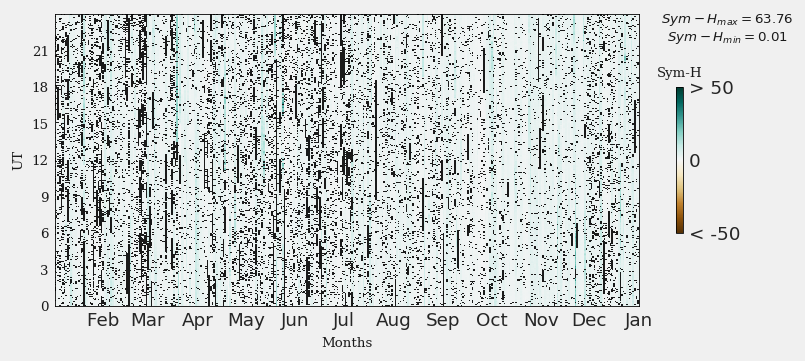 Sym − H_max = 63.76
Sym − H_min = 0.01
Sym-H
> 50
0
< -50
UT
21
18
15
12
9
6
3
0
Feb Mar Apr May Jun Jul Aug Sep Oct Nov Dec Jan
Months